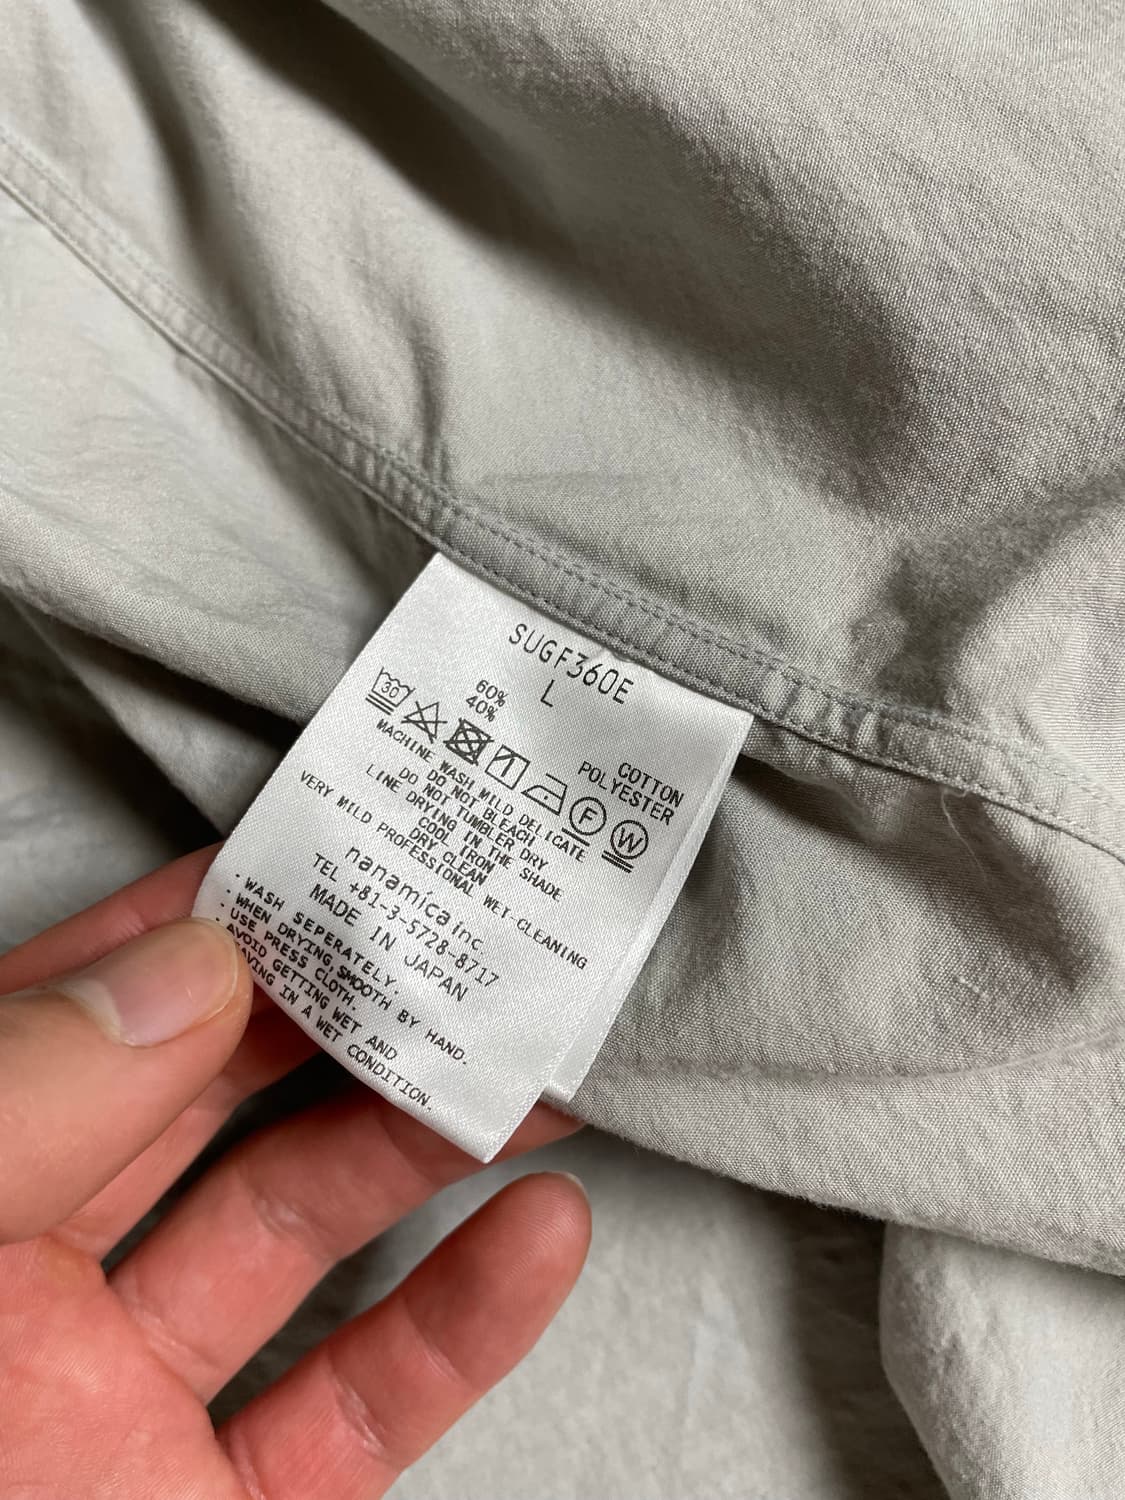 SUGF360E
L
60% COTTON
40% POLYESTER
30
F
W
MACHINE WASH MILD DELICATE
DO NOT BLEACH
DO NOT TUMBLER DRY
LINE DRYING IN THE SHADE
COOL IRON
DRY CLEAN
VERY MILD PROFESSIONAL WET-CLEANING
nanamica inc
TEL +81-3-5728-8717
MADE IN JAPAN
・WASH SEPERATELY.
・WHEN DRYING,SMOOTH BY HAND.
・USE PRESS CLOTH.
・AVOID GETTING WET AND
IN A WET CONDITION.